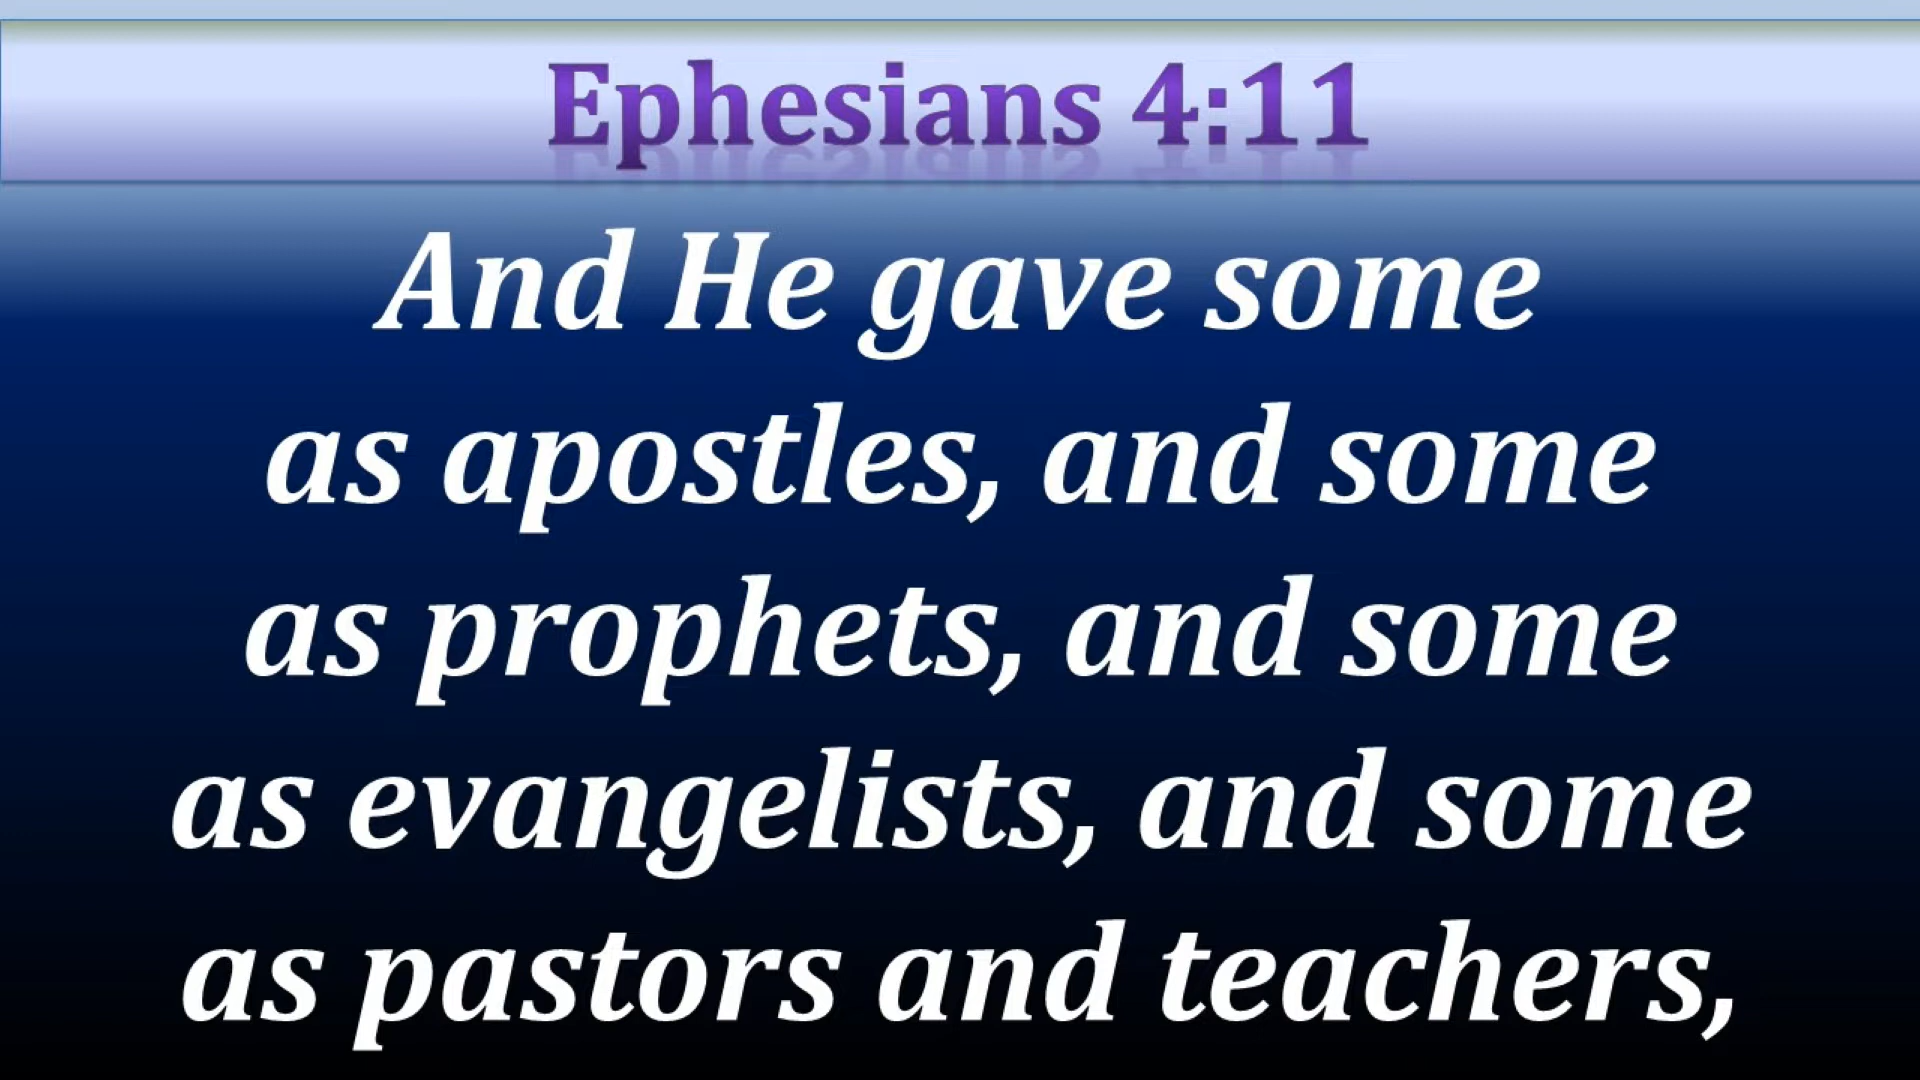 Ephesians 4:11
And He gave some
as apostles, and some
as prophets, and some
as evangelists, and some
as pastors and teachers,